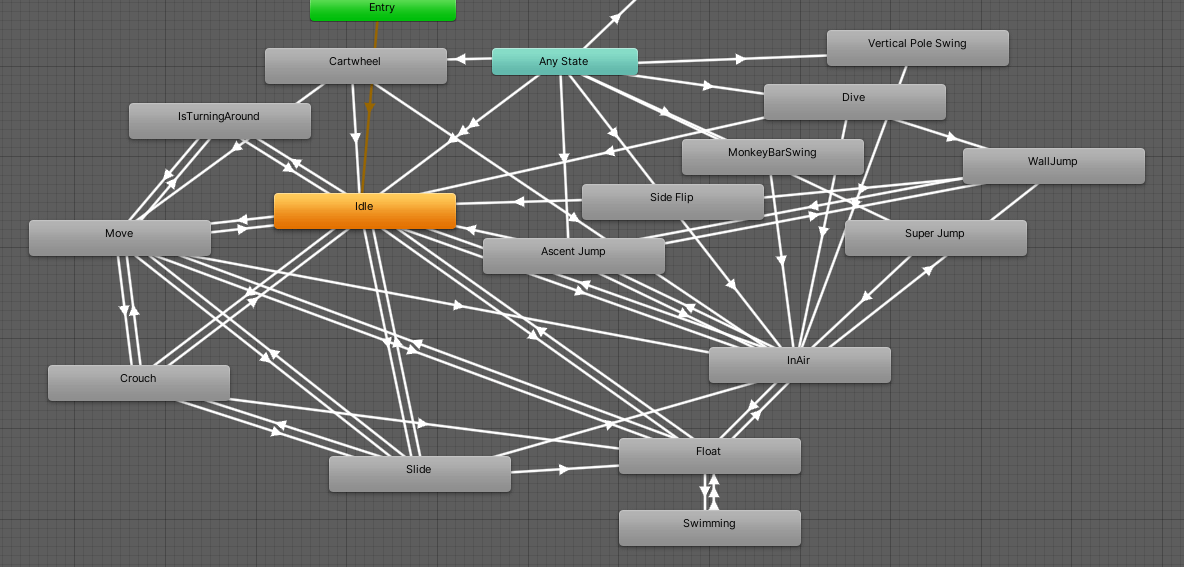 Entry
Cartwheel
Any State
Vertical Pole Swing
Dive
IsTurningAround
MonkeyBarSwing
WallJump
Idle
Side Flip
Move
Ascent Jump
Super Jump
InAir
Crouch
Float
Slide
Swimming